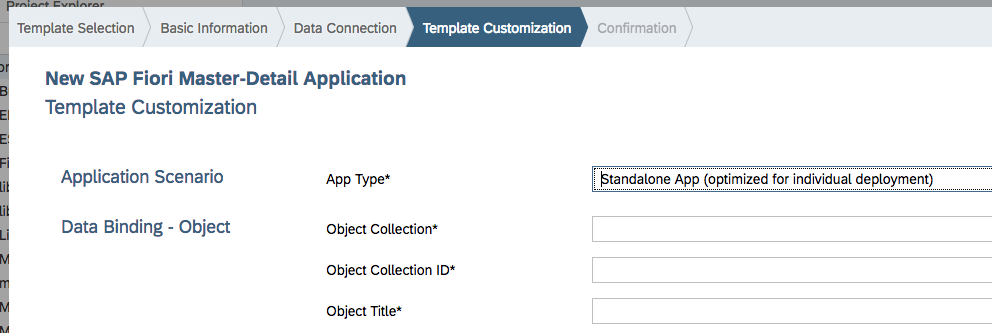 Project Explorer
Template Selection Basic Information Data Connection Template Customization Confirmation
New SAP Fiori Master-Detail Application
Template Customization
Application Scenario App Type* Standalone App (optimized for individual deployment)
Data Binding - Object Object Collection*
Object Collection ID*
Object Title*